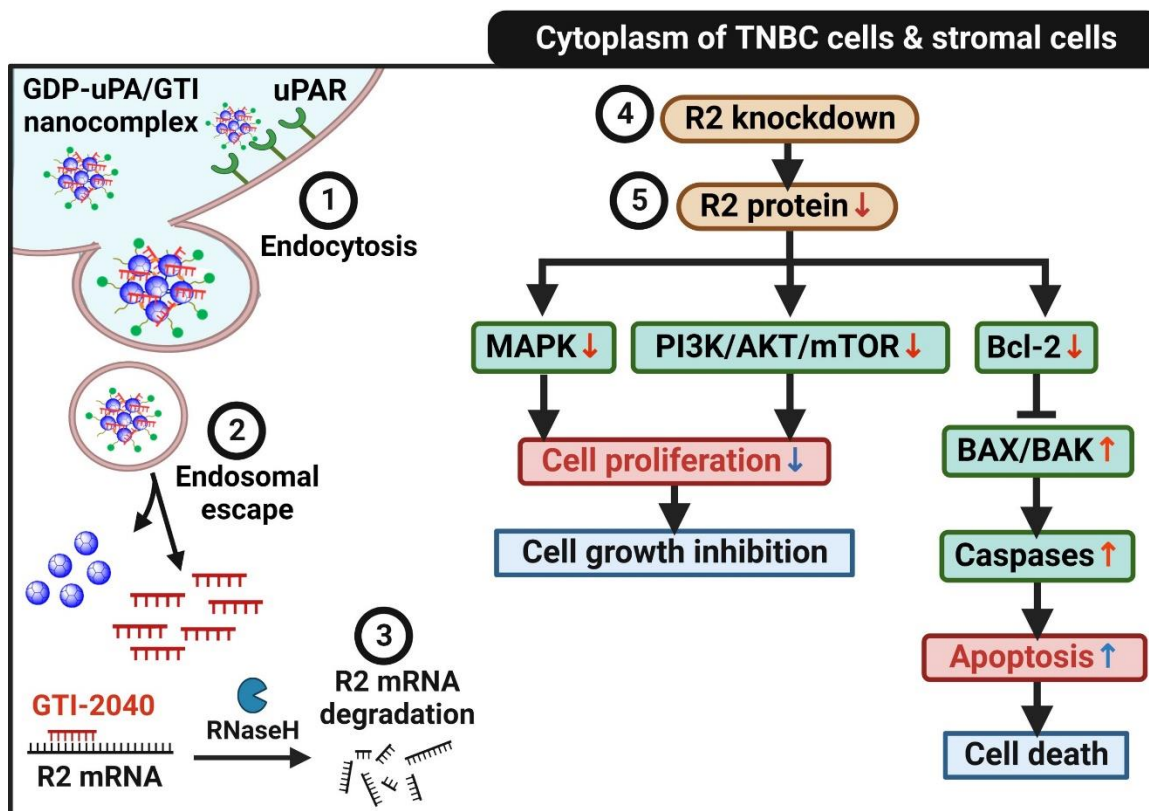 Cytoplasm of TNBC cells & stromal cells
GDP-uPA/GTI
nanocomplex
uPAR
1
Endocytosis
2
Endosomal
escape
3
R2 mRNA
degradation
GTI-2040
RNaseH
R2 mRNA
4
R2 knockdown
5
R2 protein↓
MAPK↓
PI3K/AKT/mTOR↓
Bcl-2↓
Cell proliferation↓
BAX/BAK↑
Cell growth inhibition
Caspases↑
Apoptosis↑
Cell death